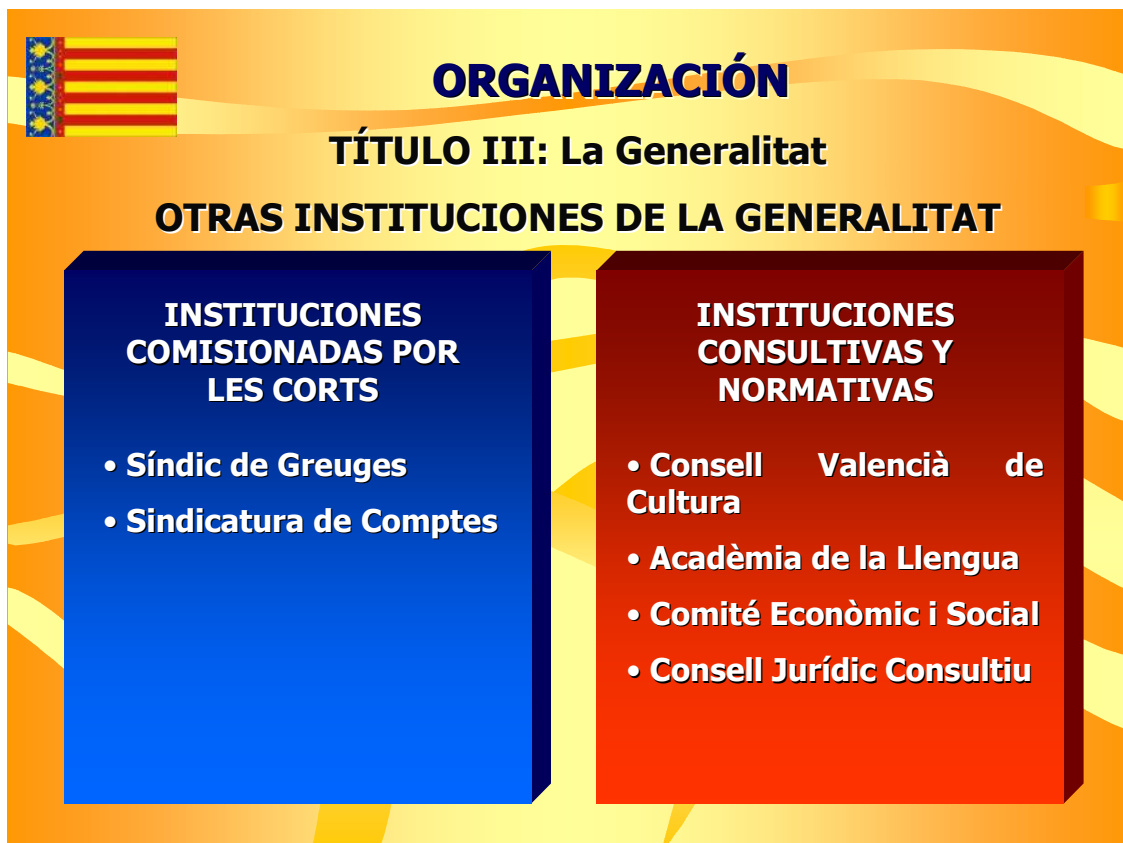 ORGANIZACIÓN
TÍTULO III: La Generalitat
OTRAS INSTITUCIONES DE LA GENERALITAT
INSTITUCIONES
COMISIONADAS POR
LES CORTS
• Síndic de Greuges
• Sindicatura de Comptes
INSTITUCIONES
CONSULTIVAS Y
NORMATIVAS
• Consell Valencià de
Cultura
• Acadèmia de la Llengua
• Comité Econòmic i Social
• Consell Jurídic Consultiu